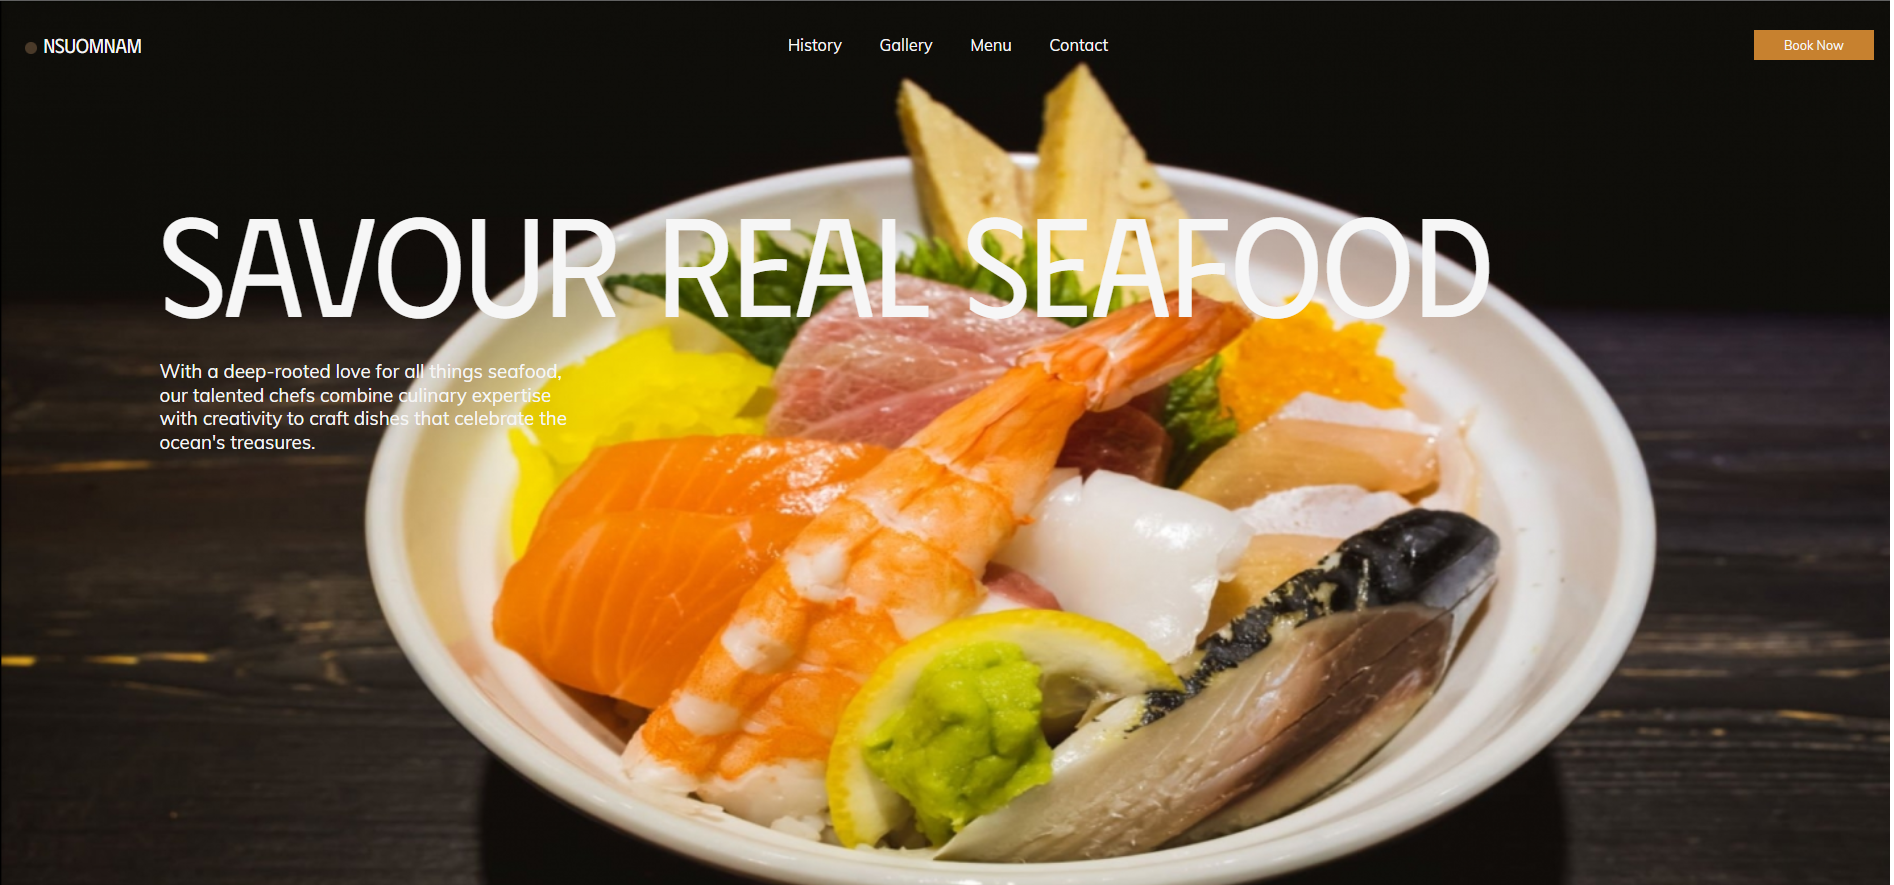 NSUOMNAM
History
Gallery
Menu
Contact
Book Now
SAVOUR REAL SEAFOOD
With a deep-rooted love for all things seafood,
our talented chefs combine culinary expertise
with creativity to craft dishes that celebrate the
ocean's treasures.